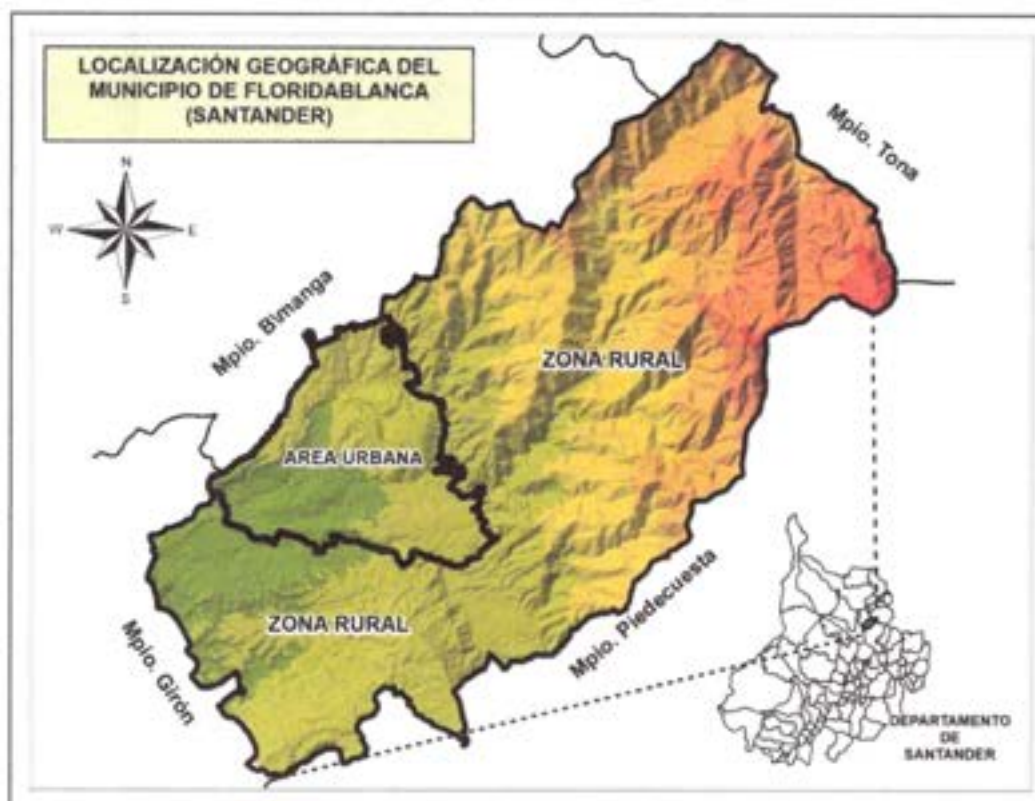 LOCALIZACIÓN GEOGRÁFICA DEL
MUNICIPIO DE FLORIDABLANCA
(SANTANDER)
N
W
E
S
Mpio. Tona
Mpio. B\manga
ZONA RURAL
AREA URBANA
ZONA RURAL
Mpio. Piedecuesta
Mpio. Girón
DEPARTAMENTO
DE
SANTANDER